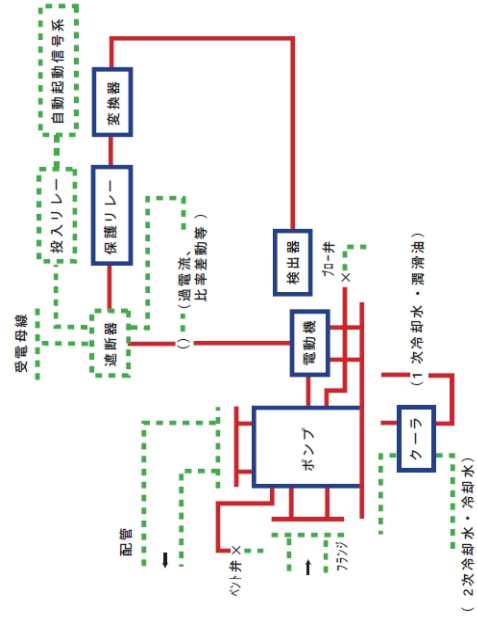 自動起動信号系
変換器
投入リレー
保護リレー
受電母線
遮断器
(過電流、
比率差動等)
()
検出器
ブロー弁
×
電動機
(1次冷却水・潤滑油)
ポンプ
クーラ
配管
ベント弁
×
フランジ
(2次冷却水・冷却水)